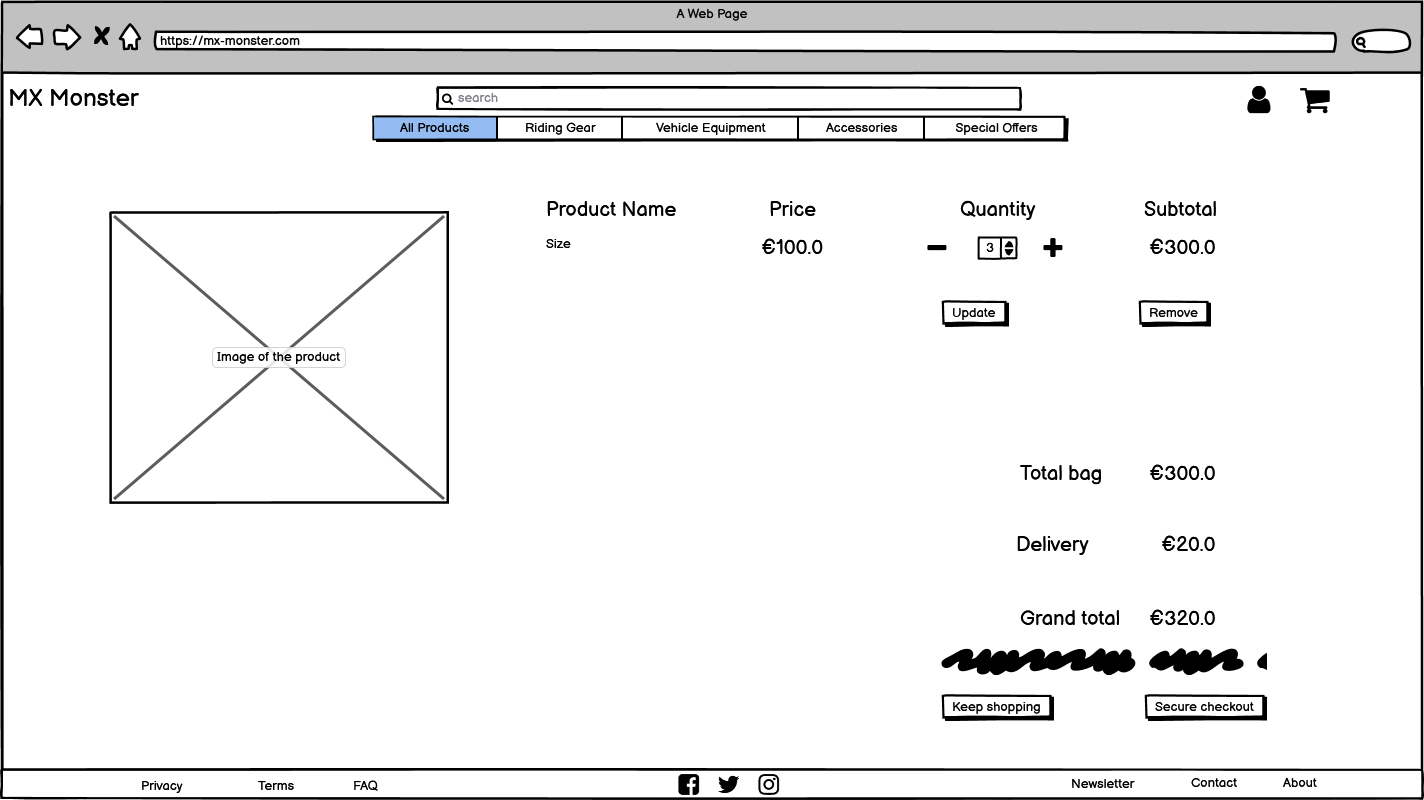 A Web Page
https://mx-monster.com
MX Monster
search
All Products Riding Gear Vehicle Equipment Accessories Special Offers
Product Name Price Quantity Subtotal
Size €100.0 3 €300.0
Update Remove
Image of the product
Total bag €300.0
Delivery €20.0
Grand total €320.0
Keep shopping Secure checkout
Privacy Terms FAQ Newsletter Contact About